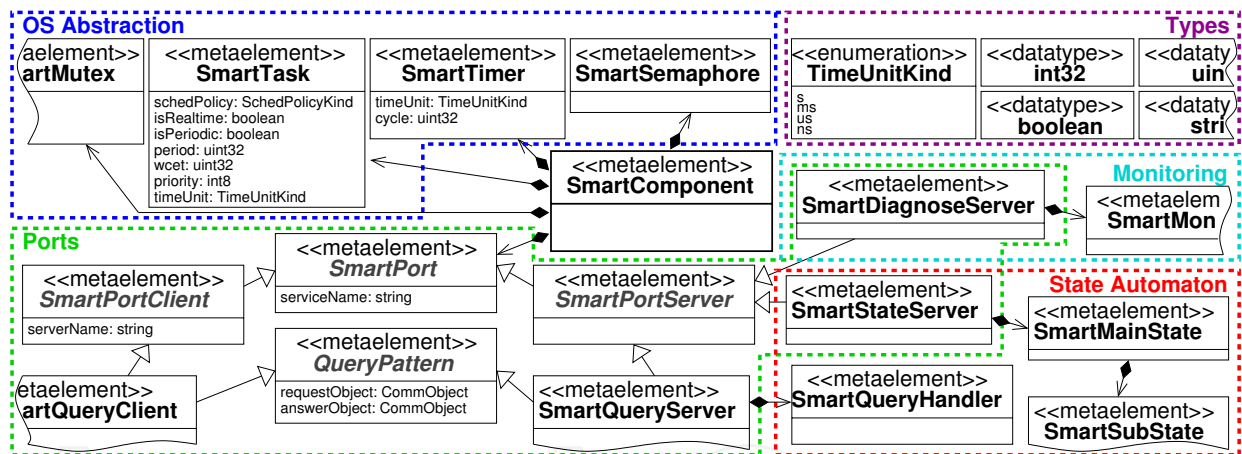 OS Abstraction
aelement>>
artMutex
<<metaelement>>
SmartTask
schedPolicy: SchedPolicyKind
isRealtime: boolean
isPeriodic: boolean
period: uint32
wcet: uint32
priority: int8
timeUnit: TimeUnitKind
<<metaelement>>
SmartTimer
timeUnit: TimeUnitKind
cycle: uint32
<<metaelement>>
SmartSemaphore
Types
<<enumeration>>
TimeUnitKind
s
ms
us
ns
<<datatype>>
int32
<<dataty
uin
<<datatype>>
boolean
<<dataty
stri
<<metaelement>>
SmartComponent
Monitoring
<<metaelement>>
SmartDiagnoseServer
<<metaelem
SmartMon
Ports
<<metaelement>>
SmartPort
serviceName: string
<<metaelement>>
SmartPortClient
serverName: string
<<metaelement>>
SmartPortServer
State Automaton
<<metaelement>>
SmartStateServer
<<metaelement>>
SmartMainState
<<metaelement>>
QueryPattern
requestObject: CommObject
answerObject: CommObject
etaelement>>
artQueryClient
<<metaelement>>
SmartQueryServer
<<metaelement>>
SmartQueryHandler
<<metaelement>>
SmartSubState